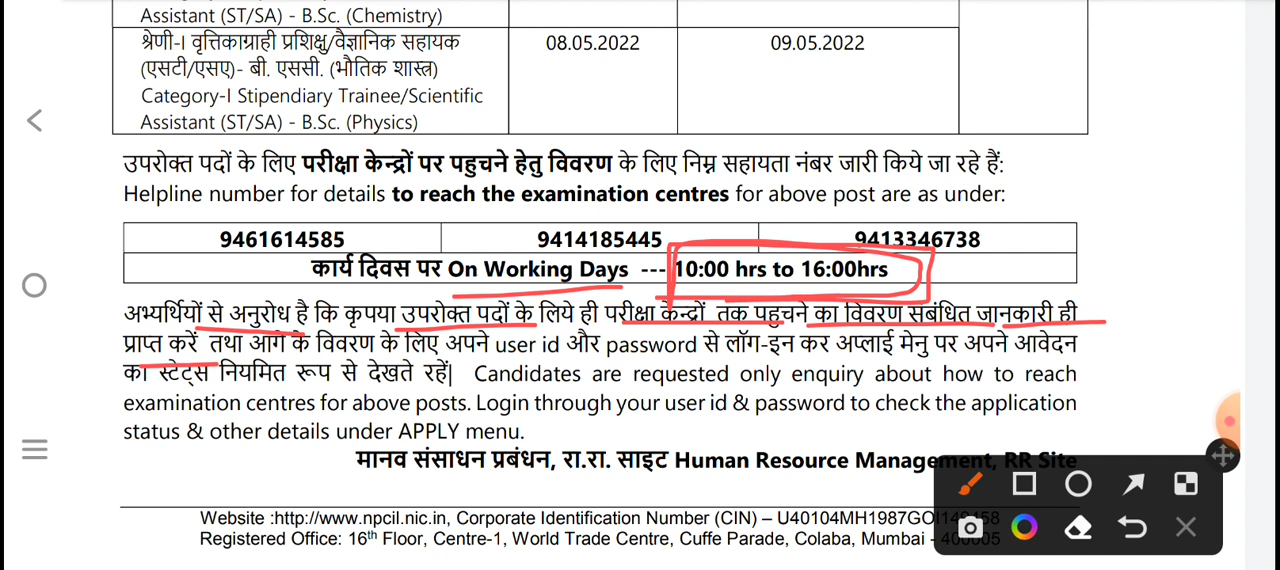 Assistant (ST/SA) - B.Sc. (Chemistry)
श्रेणी-I वृत्तिकाग्राही प्रशिक्षु/वैज्ञानिक सहायक
(एसटी/एसए)- बी. एससी. (भौतिक शास्त्र)
Category-I Stipendiary Trainee/Scientific
Assistant (ST/SA) - B.Sc. (Physics)
08.05.2022
09.05.2022
उपरोक्त पदों के लिए परीक्षा केन्द्रों पर पहुचने हेतु विवरण के लिए निम्न सहायता नंबर जारी किये जा रहे हैं:
Helpline number for details to reach the examination centres for above post are as under:
9461614585 9414185445 9413346738
कार्य दिवस पर On Working Days --- 10:00 hrs to 16:00hrs
अभ्यर्थियों से अनुरोध है कि कृपया उपरोक्त पदों के लिये ही परीक्षा केन्द्रों तक पहुचने का विवरण संबंधित जानकारी ही
प्राप्त करें तथा आगे के विवरण के लिए अपने user id और password से लॉग-इन कर अप्लाई मेनु पर अपने आवेदन
का स्टेट्स नियमित रूप से देखते रहें| Candidates are requested only enquiry about how to reach
examination centres for above posts. Login through your user id & password to check the application
status & other details under APPLY menu.
मानव संसाधन प्रबंधन, रा.रा. साइट Human Resource Management, RR Site
Website :http://www.npcil.nic.in, Corporate Identification Number (CIN) – U40104MH1987GOI149458
Registered Office: 16th Floor, Centre-1, World Trade Centre, Cuffe Parade, Colaba, Mumbai - 400005